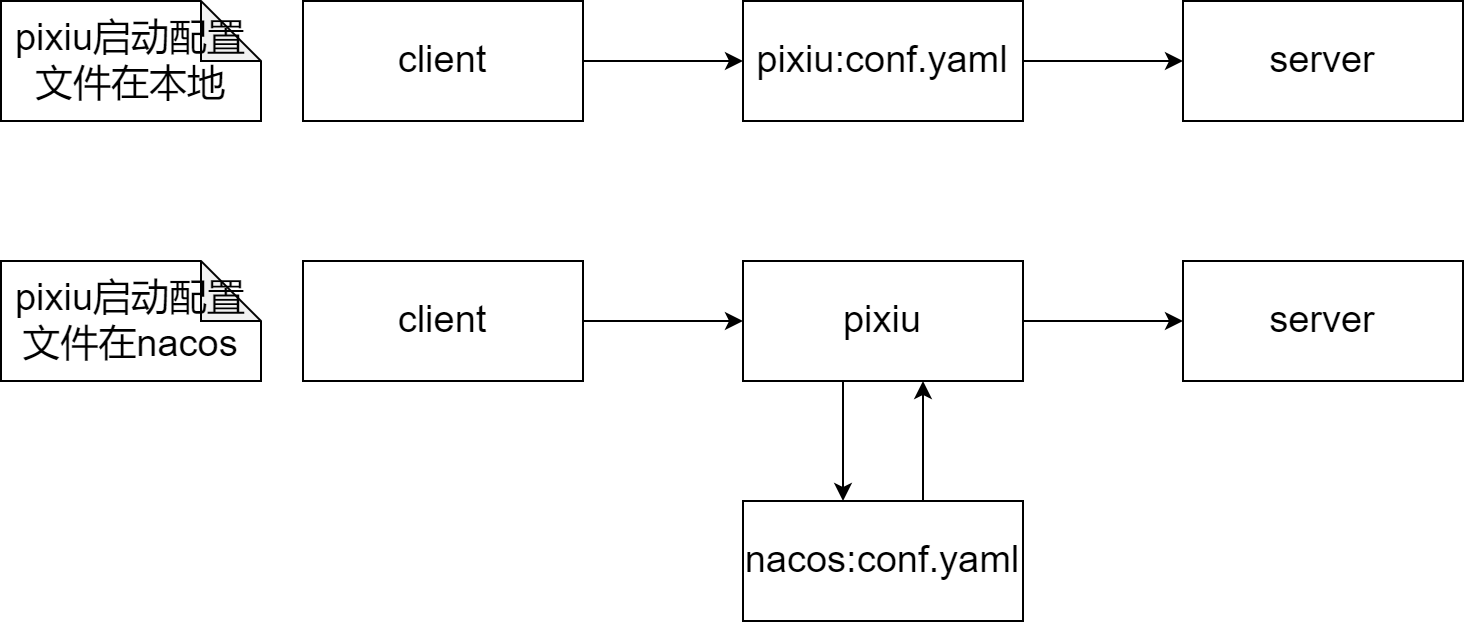 pixiu启动配置
文件在本地
client
pixiu:conf.yaml
server
pixiu启动配置
文件在nacos
client
pixiu
server
nacos:conf.yaml